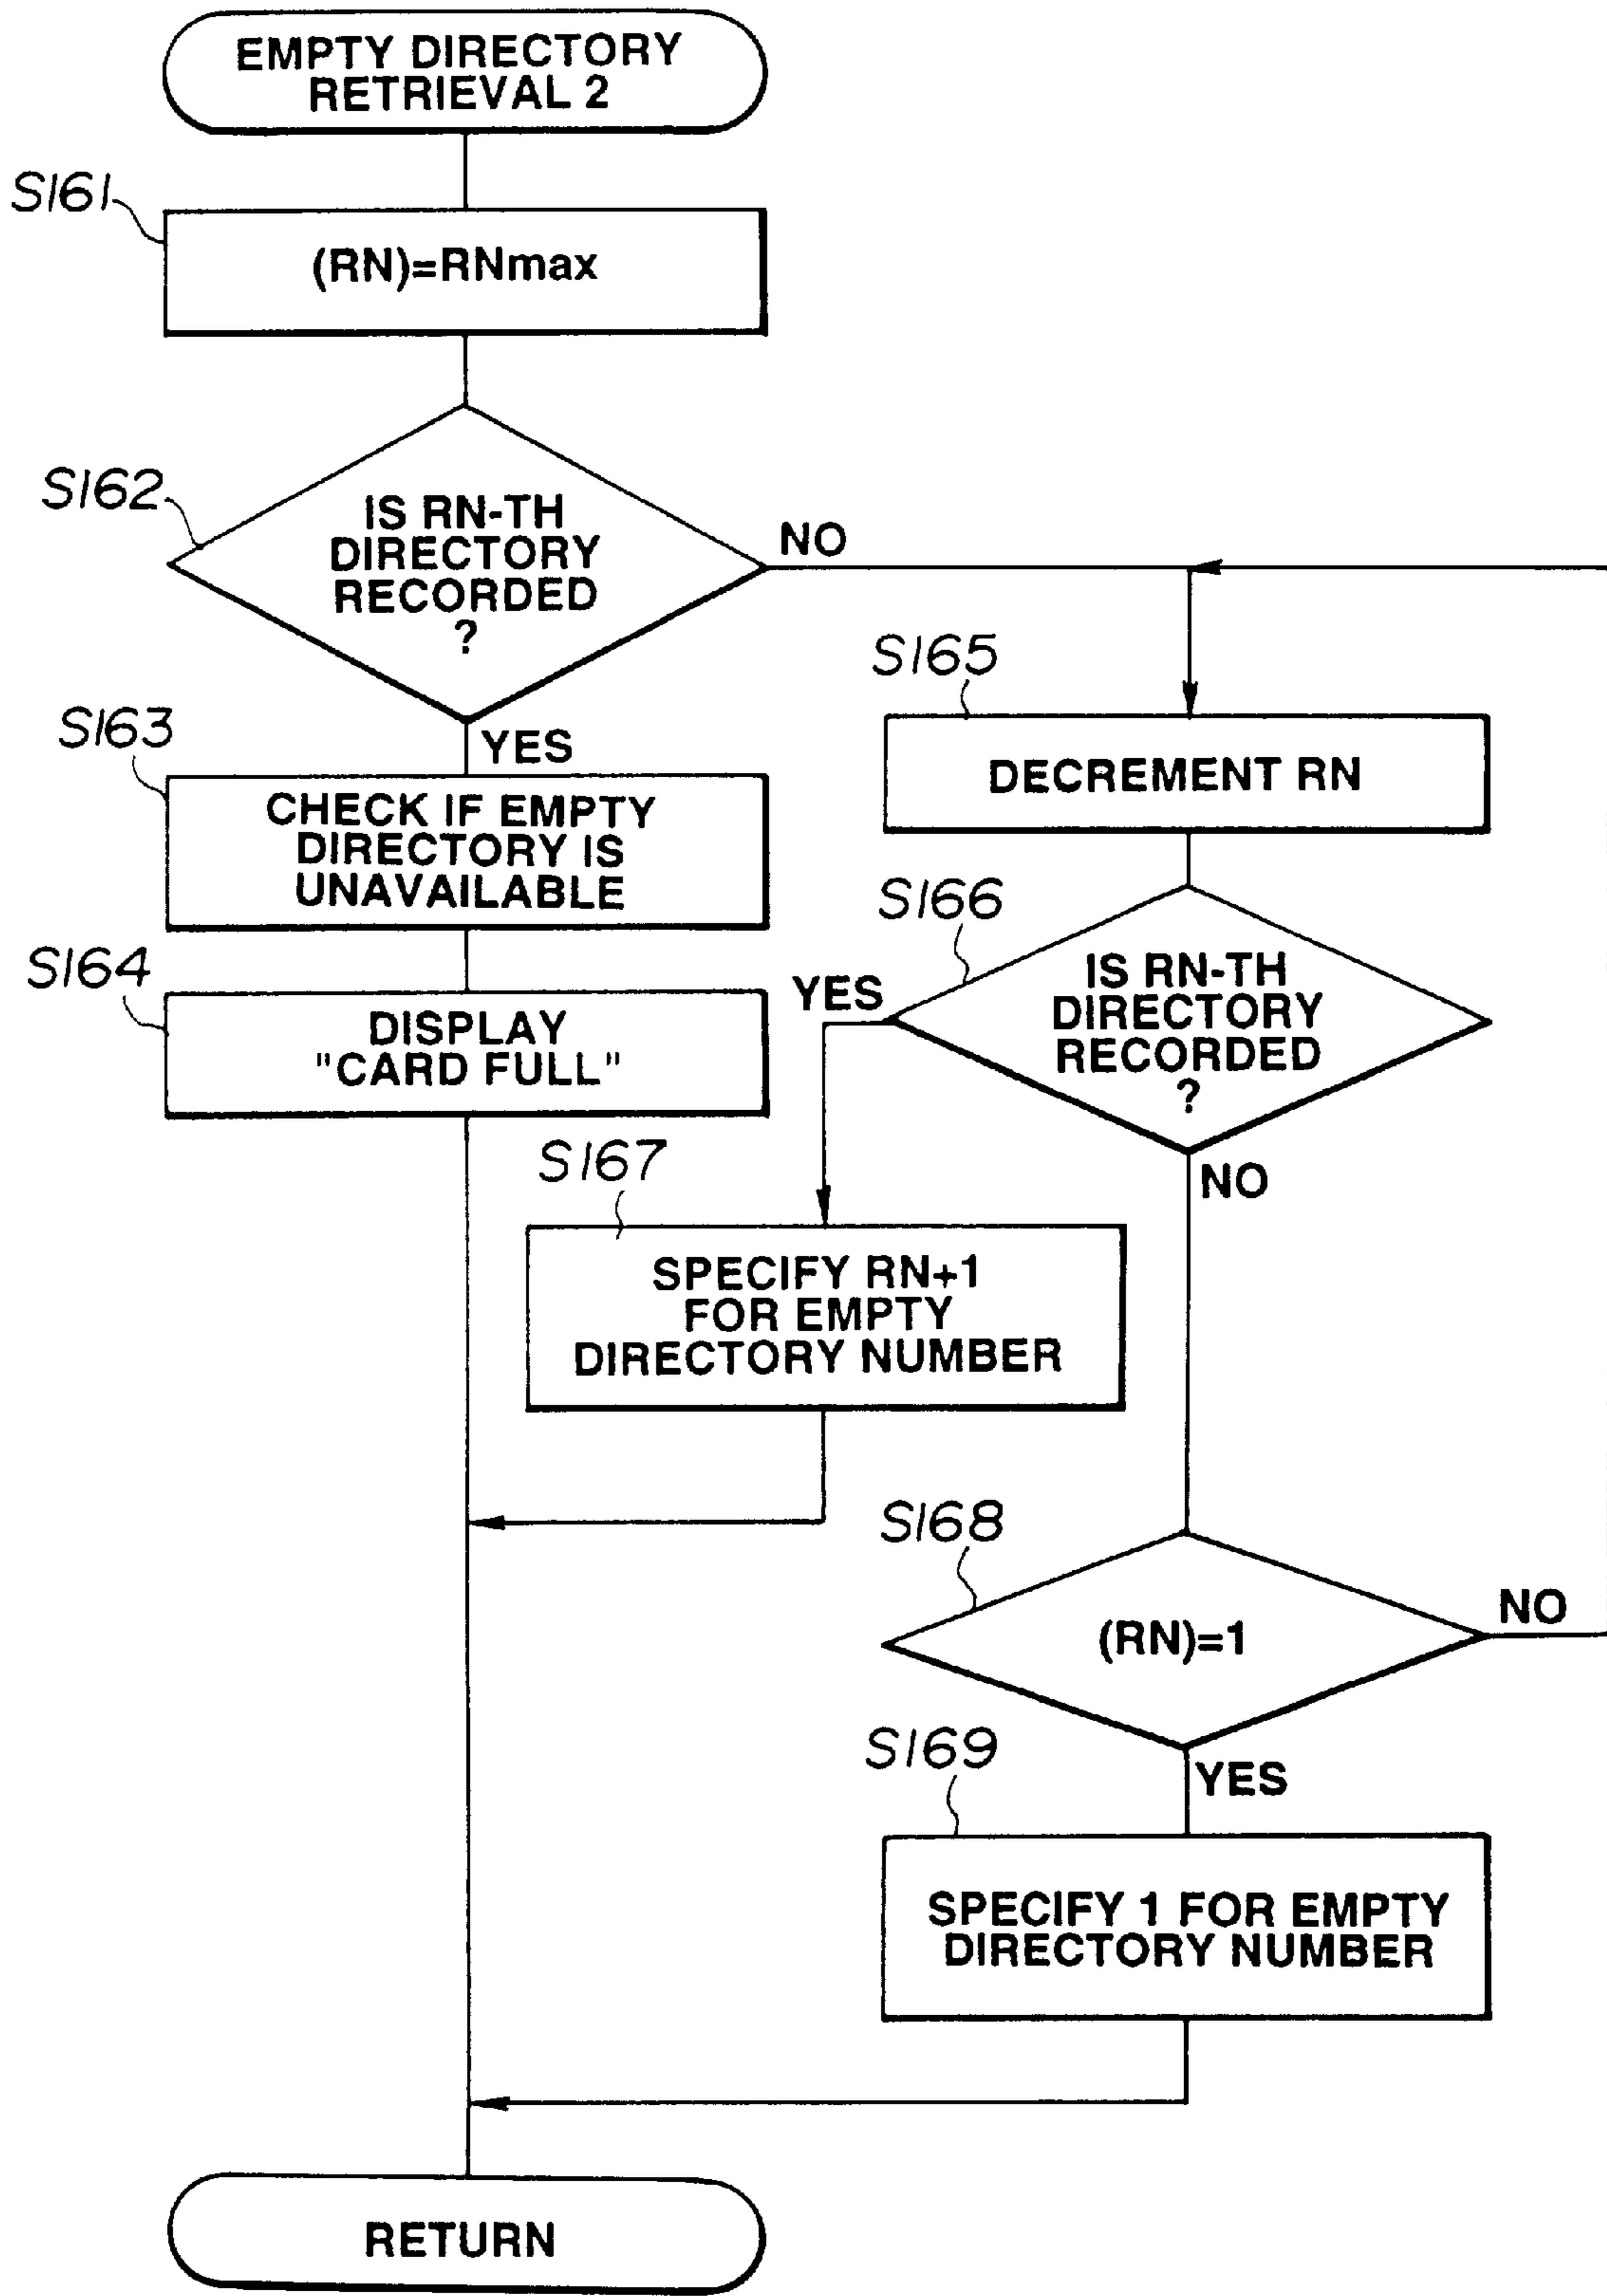 EMPTY DIRECTORY
RETRIEVAL 2
S161
(RN)=RNmax
S162
IS RN-TH
DIRECTORY
RECORDED
?
NO
YES
S163
CHECK IF EMPTY
DIRECTORY IS
UNAVAILABLE
S164
DISPLAY
"CARD FULL"
S165
DECREMENT RN
S166
IS RN-TH
DIRECTORY
RECORDED
?
YES
NO
S167
SPECIFY RN+1
FOR EMPTY
DIRECTORY NUMBER
S168
(RN)=1
NO
YES
S169
SPECIFY 1 FOR EMPTY
DIRECTORY NUMBER
RETURN